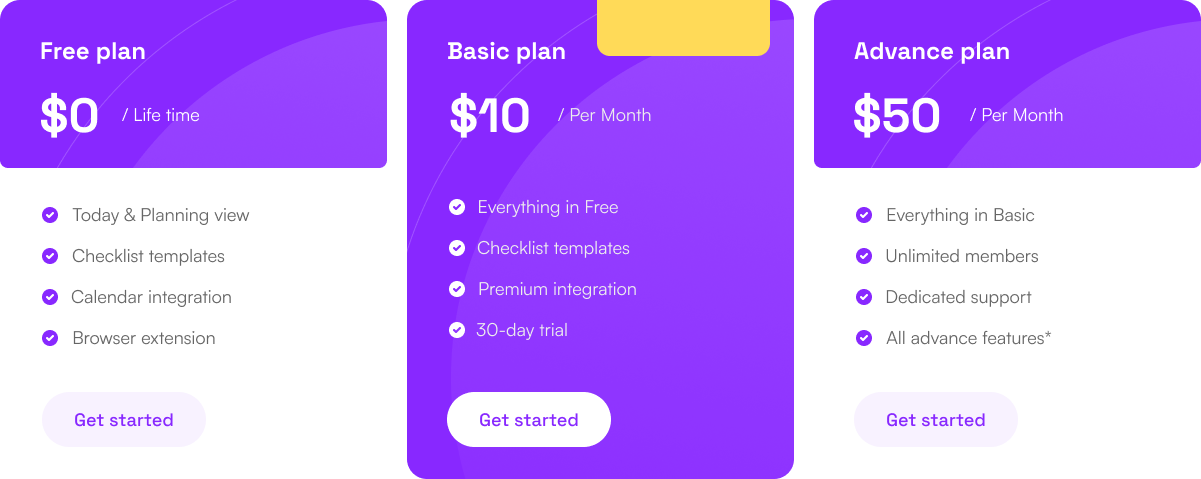 Free plan
$0 / Life time
Today & Planning view
Checklist templates
Calendar integration
Browser extension
Get started
Basic plan
$10 / Per Month
Everything in Free
Checklist templates
Premium integration
30-day trial
Get started
Advance plan
$50 / Per Month
Everything in Basic
Unlimited members
Dedicated support
All advance features*
Get started